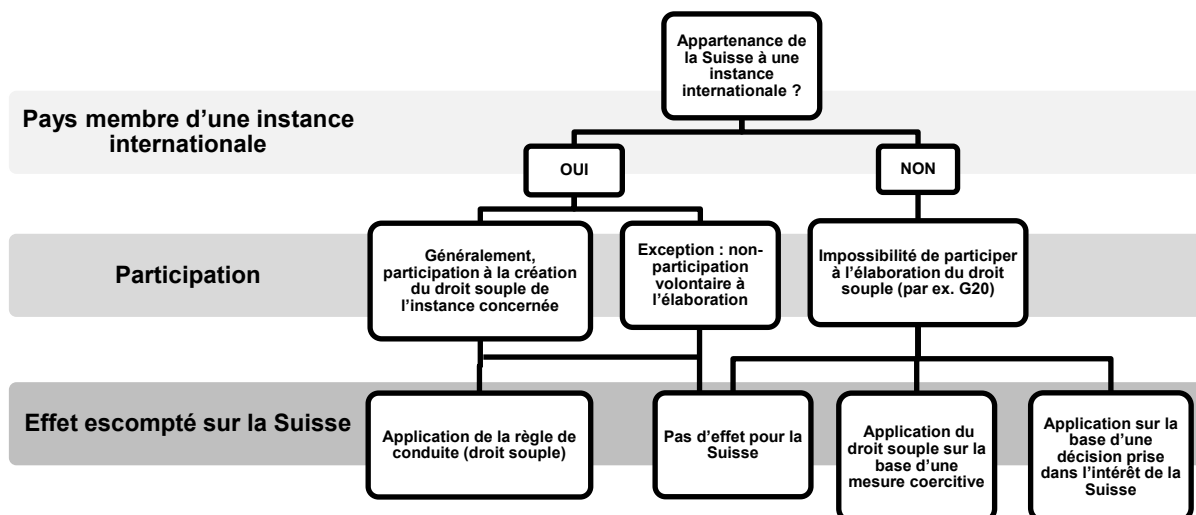 Appartenance de
la Suisse à une
instance
internationale ?
Pays membre d’une instance
internationale
OUI
NON
Participation
Généralement,
participation à la création
du droit souple de
l’instance concernée
Exception : non-
participation
volontaire à
l’élaboration
Impossibilité de participer
à l’élaboration du droit
souple (par ex. G20)
Effet escompté sur la Suisse
Application de la règle de
conduite (droit souple)
Pas d’effet pour la
Suisse
Application du
droit souple sur la
base d’une
mesure coercitive
Application sur la
base d’une
décision prise
dans l’intérêt de la
Suisse